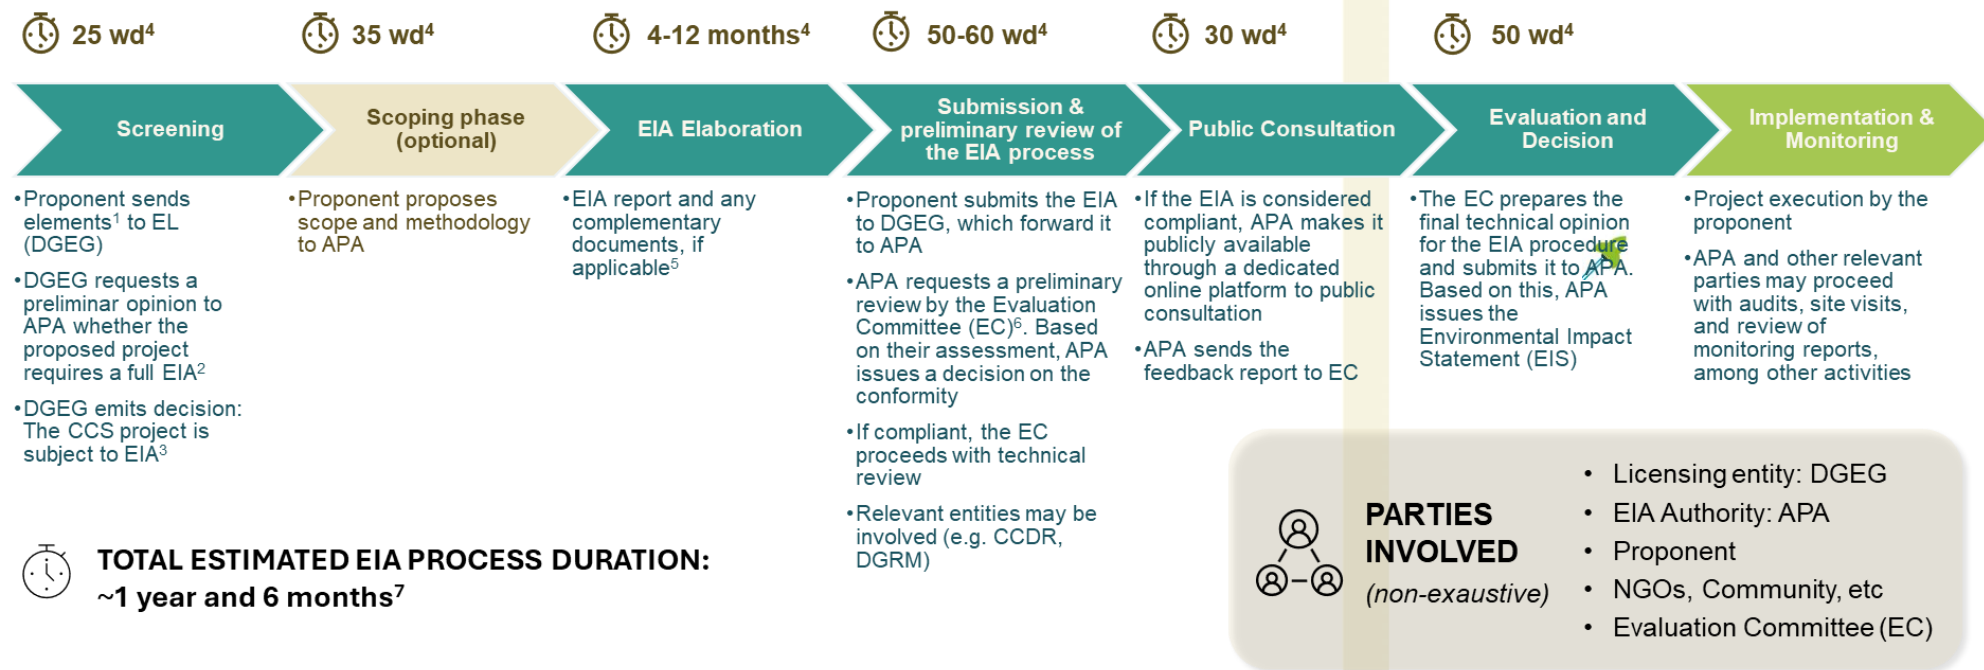 25 wd⁴
35 wd⁴
4-12 months⁴
50-60 wd⁴
30 wd⁴
50 wd⁴
Screening
Scoping phase
(optional)
EIA Elaboration
Submission &
preliminary review of
the EIA process
Public Consultation
Evaluation and
Decision
Implementation &
Monitoring
•Proponent sends
elements¹ to EL
(DGEG)
•DGEG requests a
preliminar opinion to
APA whether the
proposed project
requires a full EIA²
•DGEG emits decision:
The CCS project is
subject to EIA³
•Proponent proposes
scope and methodology
to APA
•EIA report and any
complementary
documents, if
applicable⁵
•Proponent submits the EIA
to DGEG, which forward it
to APA
•APA requests a preliminary
review by the Evaluation
Committee (EC)⁶. Based
on their assessment, APA
issues a decision on the
conformity
•If compliant, the EC
proceeds with technical
review
•Relevant entities may be
involved (e.g. CCDR,
DGRM)
•If the EIA is considered
compliant, APA makes it
publicly available
through a dedicated
online platform to public
consultation
•APA sends the
feedback report to EC
•The EC prepares the
final technical opinion
for the EIA procedure
and submits it to APA.
Based on this, APA
issues the
Environmental Impact
Statement (EIS)
•Project execution by the
proponent
•APA and other relevant
parties may proceed
with audits, site visits,
and review of
monitoring reports,
among other activities
TOTAL ESTIMATED EIA PROCESS DURATION:
~1 year and 6 months⁷
PARTIES
INVOLVED
(non-exaustive)
• Licensing entity: DGEG
• EIA Authority: APA
• Proponent
• NGOs, Community, etc
• Evaluation Committee (EC)